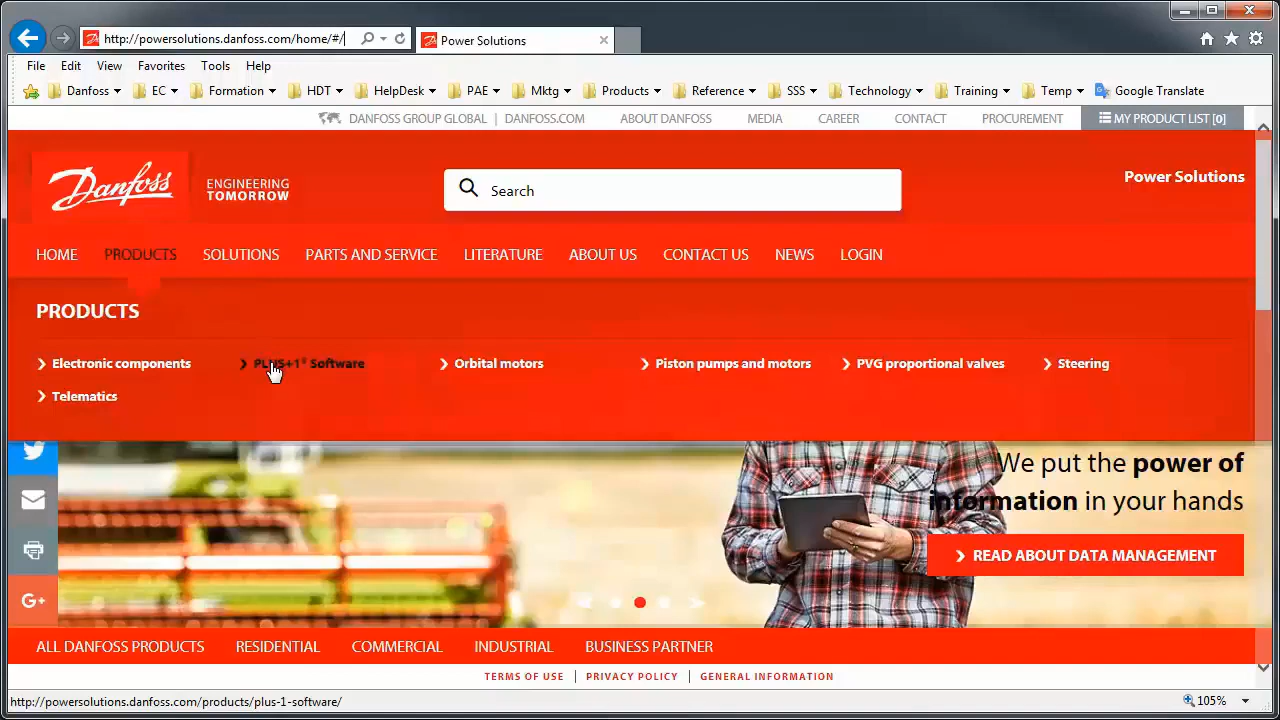 http://powersolutions.danfoss.com/home/#/
Power Solutions
File Edit View Favorites Tools Help
Danfoss EC Formation HDT HelpDesk PAE Mktg Products Reference SSS Technology Training Temp Google Translate
DANFOSS GROUP GLOBAL | DANFOSS.COM ABOUT DANFOSS MEDIA CAREER CONTACT PROCUREMENT MY PRODUCT LIST [0]
Danfoss
ENGINEERING
TOMORROW
Search
Power Solutions
HOME PRODUCTS SOLUTIONS PARTS AND SERVICE LITERATURE ABOUT US CONTACT US NEWS LOGIN
PRODUCTS
Electronic components PLUS+1® Software Orbital motors Piston pumps and motors PVG proportional valves Steering
Telematics
We put the power of
information in your hands
READ ABOUT DATA MANAGEMENT
G+
ALL DANFOSS PRODUCTS RESIDENTIAL COMMERCIAL INDUSTRIAL BUSINESS PARTNER
TERMS OF USE | PRIVACY POLICY | GENERAL INFORMATION
http://powersolutions.danfoss.com/products/plus-1-software/
105%